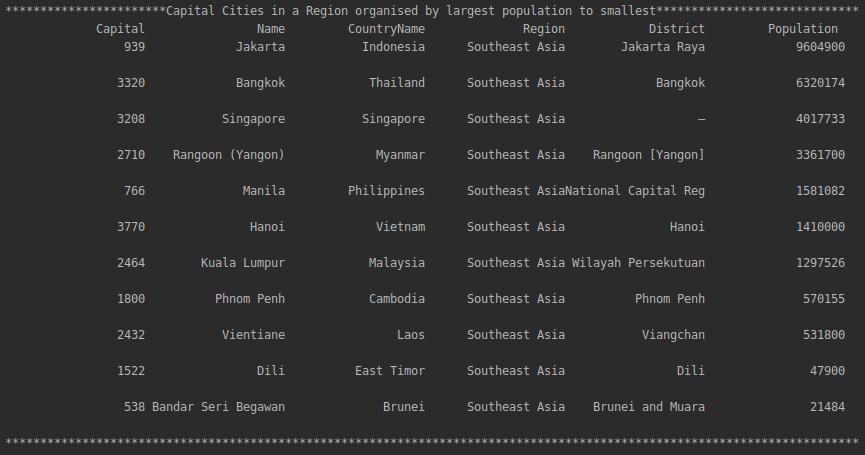 ***********************Capital Cities in a Region organised by largest population to smallest*****************************
Capital Name CountryName Region District Population
939 Jakarta Indonesia Southeast Asia Jakarta Raya 9604900
3320 Bangkok Thailand Southeast Asia Bangkok 6320174
3208 Singapore Singapore Southeast Asia – 4017733
2710 Rangoon (Yangon) Myanmar Southeast Asia Rangoon [Yangon] 3361700
766 Manila Philippines Southeast AsiaNational Capital Reg 1581082
3770 Hanoi Vietnam Southeast Asia Hanoi 1410000
2464 Kuala Lumpur Malaysia Southeast Asia Wilayah Persekutuan 1297526
1800 Phnom Penh Cambodia Southeast Asia Phnom Penh 570155
2432 Vientiane Laos Southeast Asia Viangchan 531800
1522 Dili East Timor Southeast Asia Dili 47900
538 Bandar Seri Begawan Brunei Southeast Asia Brunei and Muara 21484
**************************************************************************************************************************